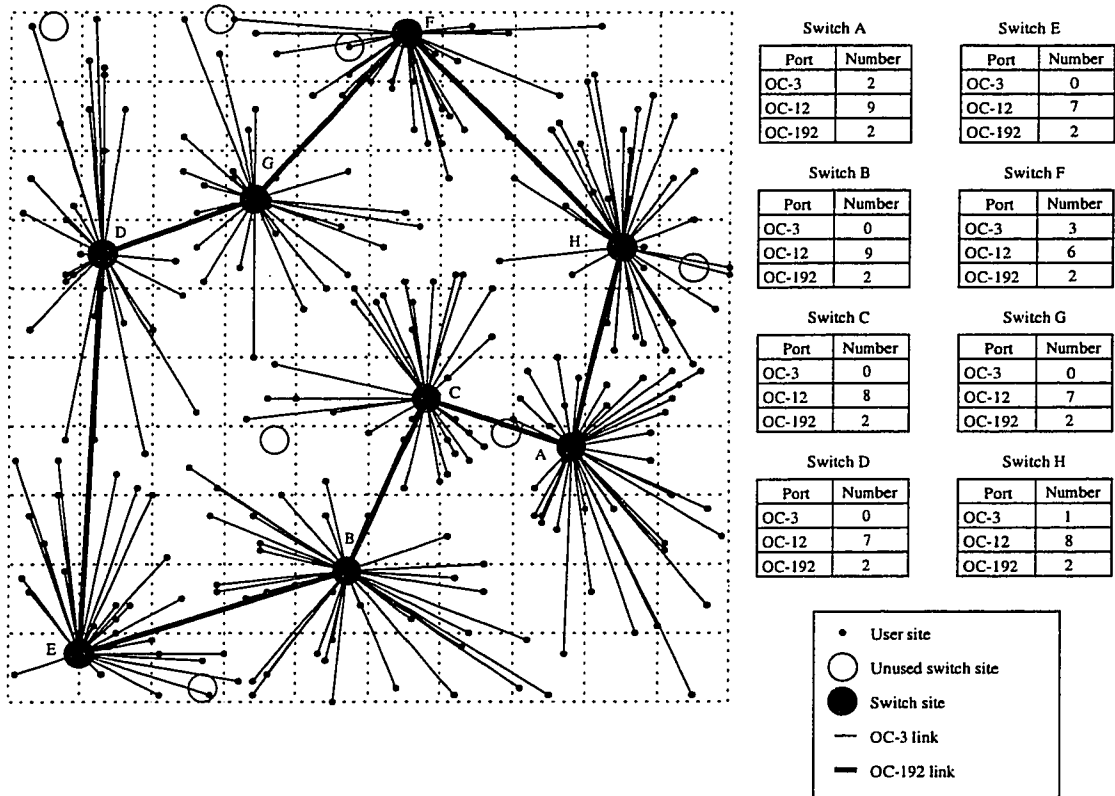 F
G
D
H
C
A
B
E
Switch A
Port Number
OC-3 2
OC-12 9
OC-192 2
Switch E
Port Number
OC-3 0
OC-12 7
OC-192 2
Switch B
Port Number
OC-3 0
OC-12 9
OC-192 2
Switch F
Port Number
OC-3 3
OC-12 6
OC-192 2
Switch C
Port Number
OC-3 0
OC-12 8
OC-192 2
Switch G
Port Number
OC-3 0
OC-12 7
OC-192 2
Switch D
Port Number
OC-3 0
OC-12 7
OC-192 2
Switch H
Port Number
OC-3 1
OC-12 8
OC-192 2
User site
Unused switch site
Switch site
OC-3 link
OC-192 link